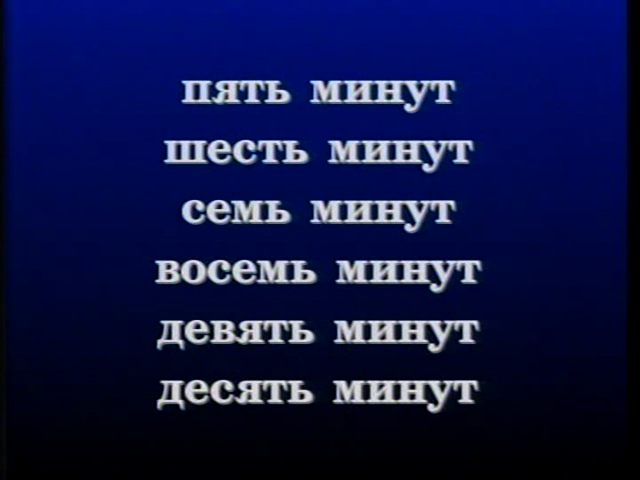 пять минут
шесть минут
семь минут
восемь минут
девять минут
десять минут